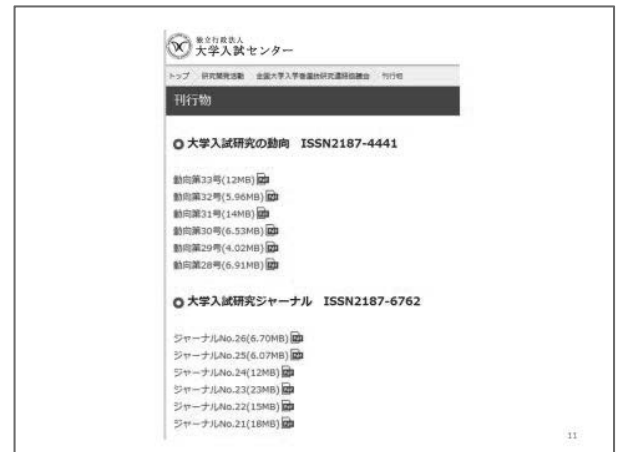 独立行政法人
大学入試センター
トップ 研究開発活動 全国大学入学者選抜研究連絡協議会 刊行物
刊行物
大学入試研究の動向 ISSN2187-4441
動向第33号(12MB)
動向第32号(5.96MB)
動向第31号(14MB)
動向第30号(6.53MB)
動向第29号(4.02MB)
動向第28号(6.91MB)
大学入試研究ジャーナル ISSN2187-6762
ジャーナルNo.26(6.70MB)
ジャーナルNo.25(6.07MB)
ジャーナルNo.24(12MB)
ジャーナルNo.23(23MB)
ジャーナルNo.22(15MB)
ジャーナルNo.21(18MB)
11